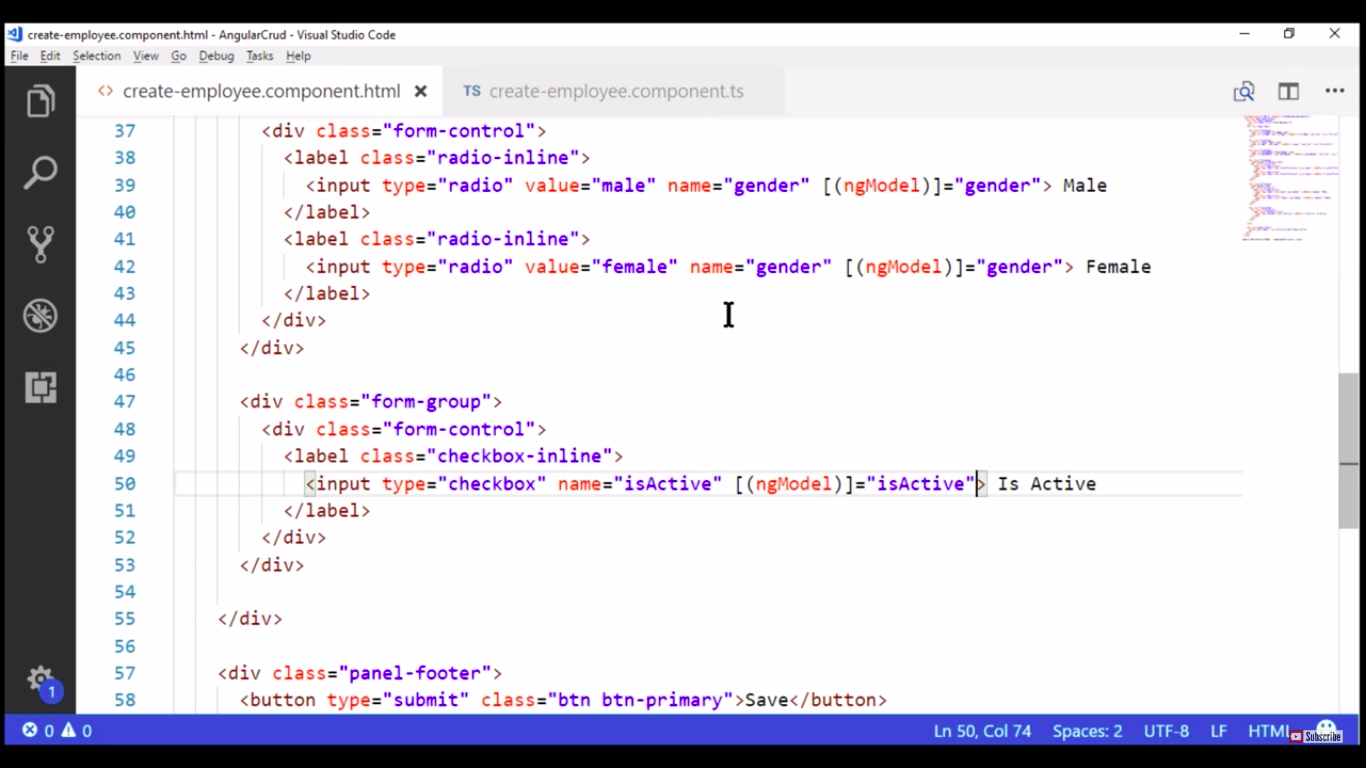 create-employee.component.html - AngularCrud - Visual Studio Code
File Edit Selection View Go Debug Tasks Help
<> create-employee.component.html TS create-employee.component.ts
37 <div class="form-control">
38 <label class="radio-inline">
39 <input type="radio" value="male" name="gender" [(ngModel)]="gender"> Male
40 </label>
41 <label class="radio-inline">
42 <input type="radio" value="female" name="gender" [(ngModel)]="gender"> Female
43 </label>
44 </div>
45 </div>
46
47 <div class="form-group">
48 <div class="form-control">
49 <label class="checkbox-inline">
50 <input type="checkbox" name="isActive" [(ngModel)]="isActive"> Is Active
51 </label>
52 </div>
53 </div>
54
55 </div>
56
57 <div class="panel-footer">
58 <button type="submit" class="btn btn-primary">Save</button>
1
0 0 Ln 50, Col 74 Spaces: 2 UTF-8 LF HTML Subscribe